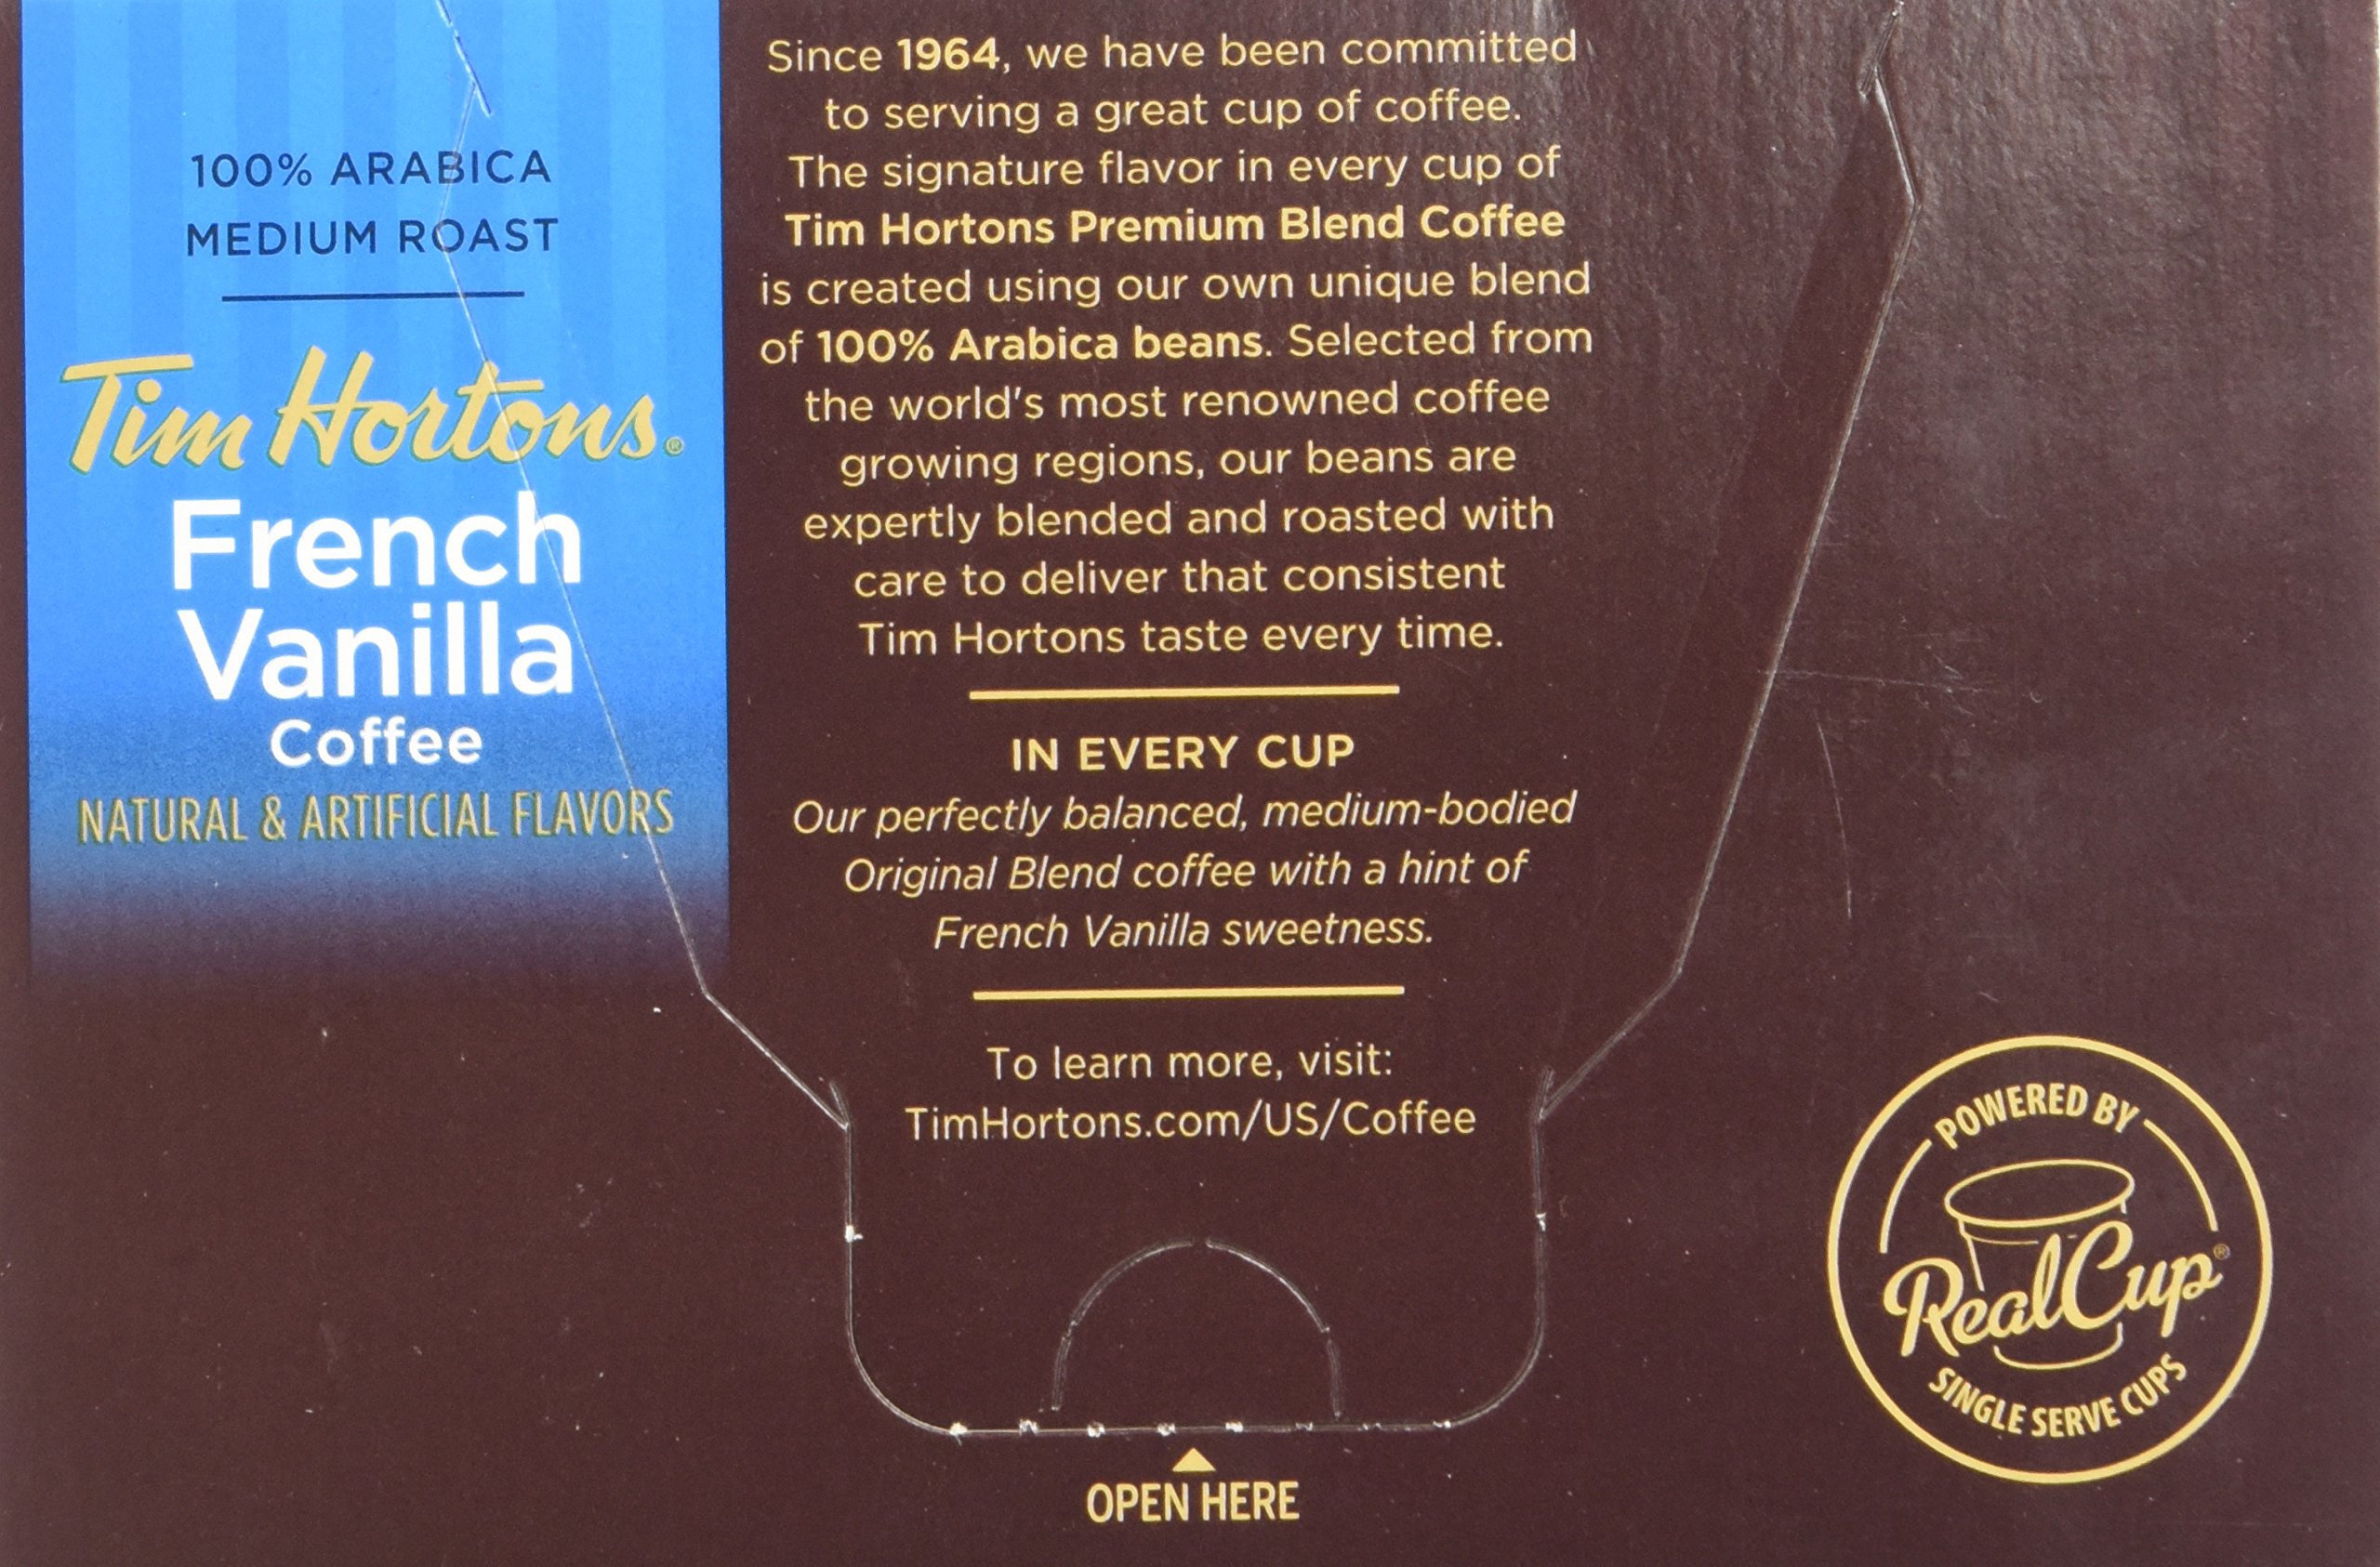 100% ARABICA
MEDIUM ROAST
Tim Hortons®
French
Vanilla
Coffee
NATURAL & ARTIFICIAL FLAVORS
Since 1964, we have been committed
to serving a great cup of coffee.
The signature flavor in every cup of
Tim Hortons Premium Blend Coffee
is created using our own unique blend
of 100% Arabica beans. Selected from
the world's most renowned coffee
growing regions, our beans are
expertly blended and roasted with
care to deliver that consistent
Tim Hortons taste every time.
IN EVERY CUP
Our perfectly balanced, medium-bodied
Original Blend coffee with a hint of
French Vanilla sweetness.
To learn more, visit:
TimHortons.com/US/Coffee
OPEN HERE
POWERED BY
RealCup®
SINGLE SERVE CUPS